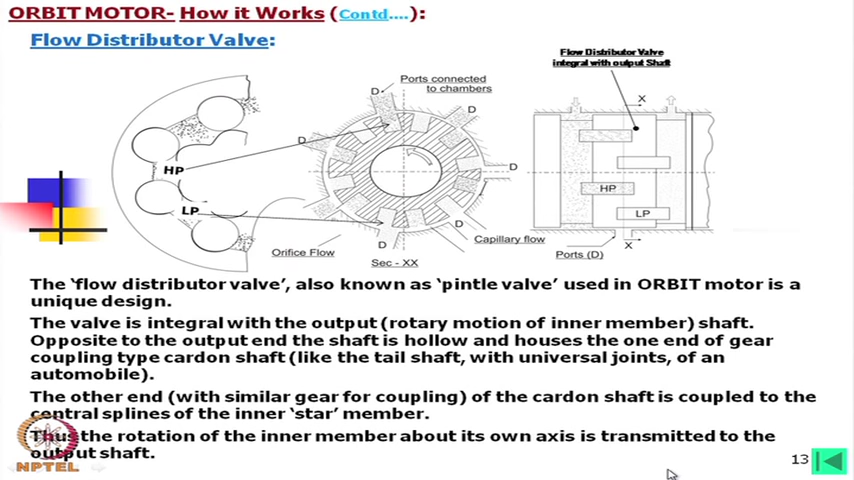 ORBIT MOTOR- How it Works (Contd....):
Flow Distributor Valve:
Flow Distributor Valve
integral with output Shaft
Ports connected
to chambers
D
D
D
D
D
D
X
HP
LP
HP
LP
X
Orifice Flow
Capillary flow
Ports (D)
Sec - XX
The ‘flow distributor valve’, also known as ‘pintle valve’ used in ORBIT motor is a
unique design.
The valve is integral with the output (rotary motion of inner member) shaft.
Opposite to the output end the shaft is hollow and houses the one end of gear
coupling type cardon shaft (like the tail shaft, with universal joints, of an
automobile).
The other end (with similar gear for coupling) of the cardon shaft is coupled to the
central splines of the inner ‘star’ member.
Thus the rotation of the inner member about its own axis is transmitted to the
output shaft.
NPTEL
13